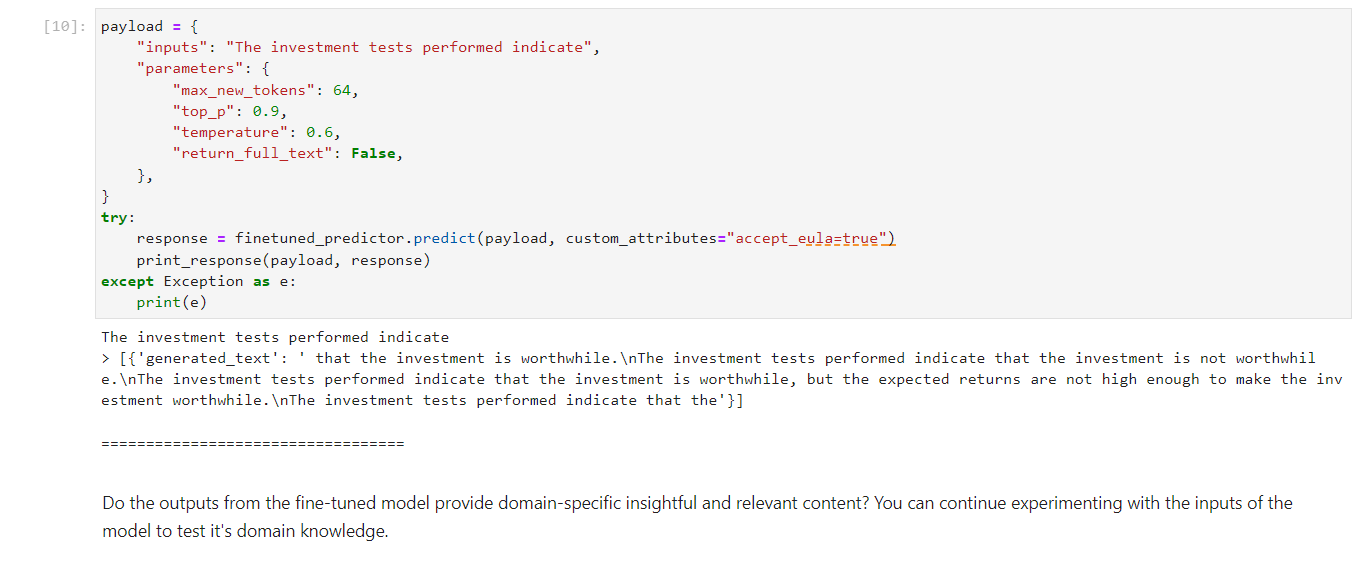 [10]: payload = {
    "inputs": "The investment tests performed indicate",
    "parameters": {
        "max_new_tokens": 64,
        "top_p": 0.9,
        "temperature": 0.6,
        "return_full_text": False,
    },
}
try:
    response = finetuned_predictor.predict(payload, custom_attributes="accept_eula=true")
    print_response(payload, response)
except Exception as e:
    print(e)
The investment tests performed indicate
> [{'generated_text': ' that the investment is worthwhile.\nThe investment tests performed indicate that the investment is not worthwhil
e.\nThe investment tests performed indicate that the investment is worthwhile, but the expected returns are not high enough to make the inv
estment worthwhile.\nThe investment tests performed indicate that the'}]
==================================
Do the outputs from the fine-tuned model provide domain-specific insightful and relevant content? You can continue experimenting with the inputs of the
model to test it's domain knowledge.